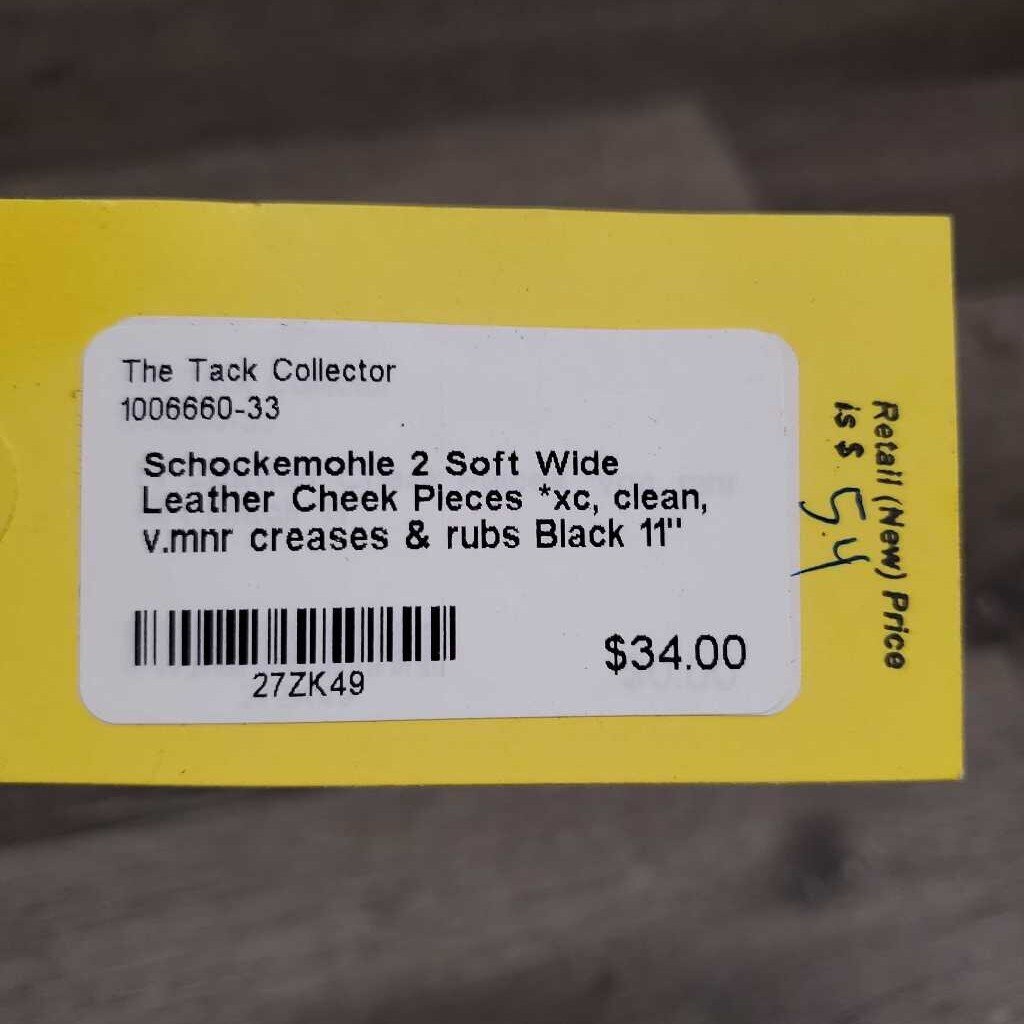 The Tack Collector
1006660-33
Schockemohle 2 Soft Wide
Leather Cheek Pieces *xc, clean,
v.mnr creases & rubs Black 11"
27ZK49
$34.00
Retail (New) Price
is $ 54